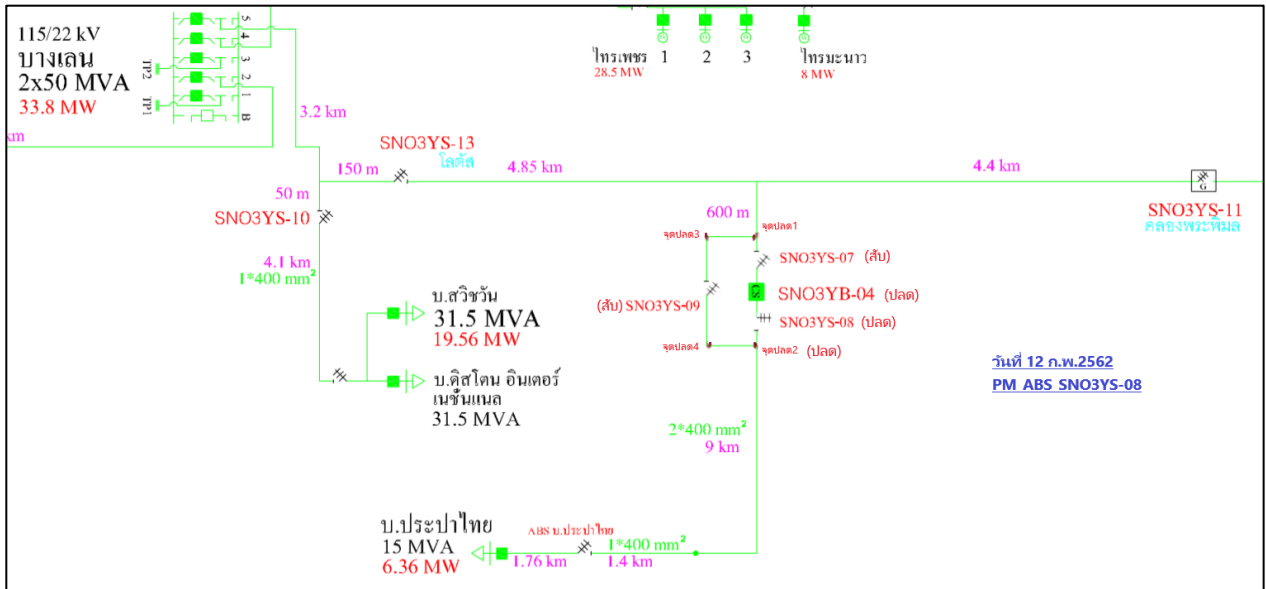 115/22 kV
บางเลน
2x50 MVA
33.8 MW
5
4
3
2
1
B
TP2
TP1
km
3.2 km
ไทรเพชร
28.5 MW
1
2
3
ไทรมะนาว
8 MW
SNO3YS-13
โลตัส
150 m
4.85 km
4.4 km
50 m
SNO3YS-10
600 m
G
SNO3YS-11
คลองพระพิมล
จุดปลด3
จุดปลด1
SNO3YS-07 (สับ)
4.1 km
1*400 mm²
CS
SNO3YB-04 (ปลด)
(สับ) SNO3YS-09
SNO3YS-08 (ปลด)
บ.สวิชวัน
31.5 MVA
19.56 MW
จุดปลด4
จุดปลด2 (ปลด)
บ.ดิสโตน อินเตอร์
เนชั่นแนล
31.5 MVA
วันที่ 12 ก.พ.2562
PM ABS SNO3YS-08
2*400 mm²
9 km
บ.ประปาไทย
15 MVA
6.36 MW
ABS บ.ประปาไทย
1*400 mm²
1.76 km
1.4 km